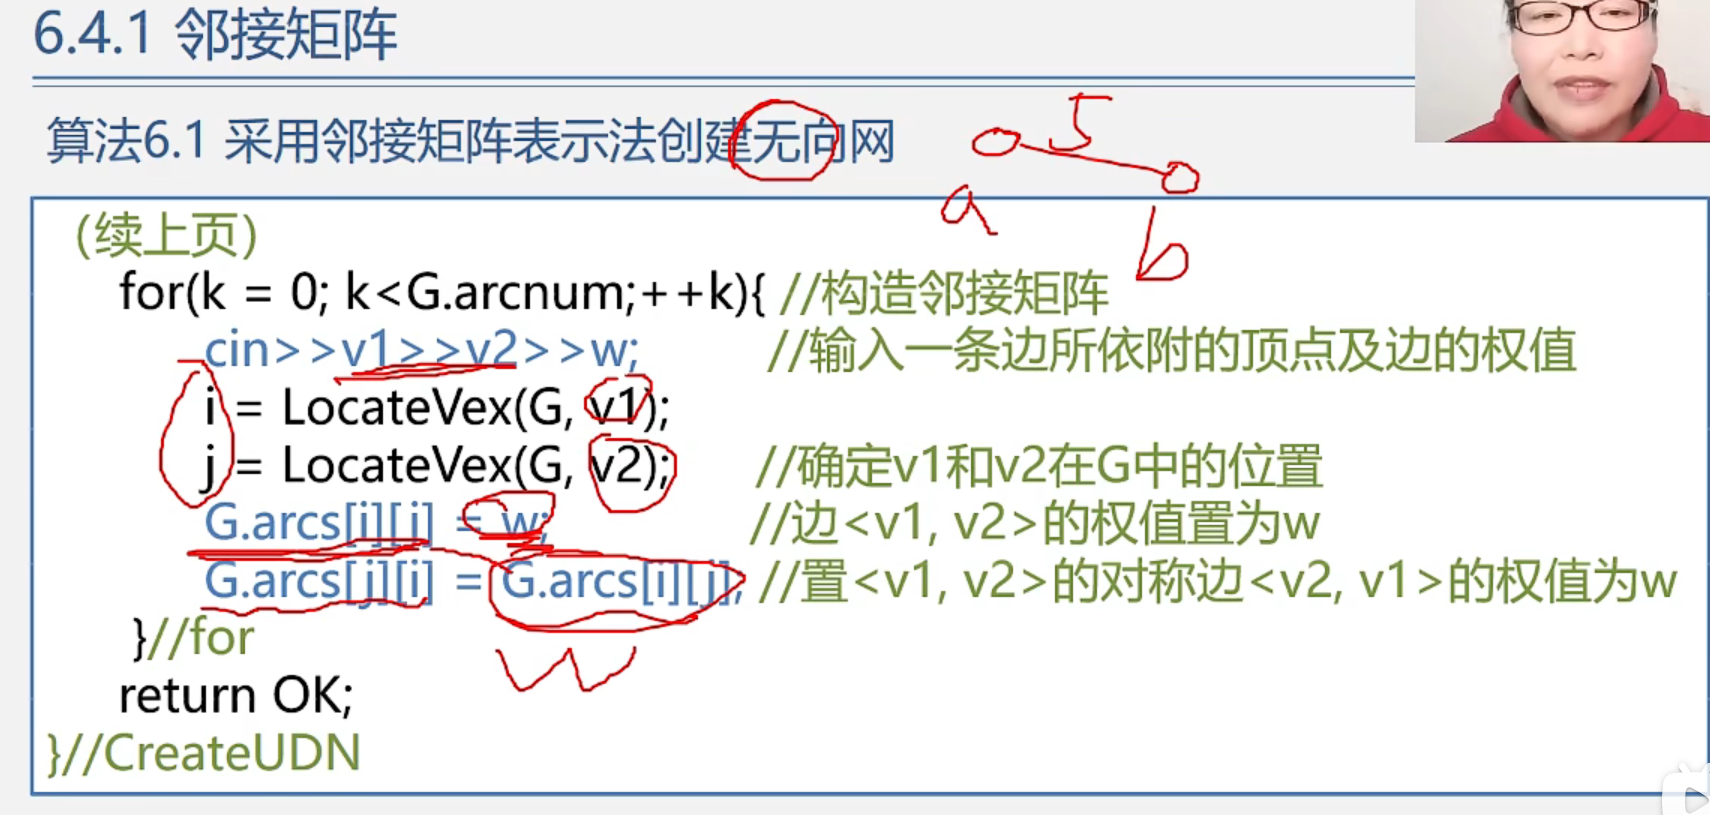 6.4.1 邻接矩阵
算法6.1 采用邻接矩阵表示法创建无向网
5
a
b
(续上页)
for(k = 0; k<G.arcnum;++k){ //构造邻接矩阵
cin>>v1>>v2>>w; //输入一条边所依附的顶点及边的权值
i = LocateVex(G, v1);
j = LocateVex(G, v2); //确定v1和v2在G中的位置
G.arcs[i][j] = w; //边<v1, v2>的权值置为w
G.arcs[j][i] = G.arcs[i][j]; //置<v1, v2>的对称边<v2, v1>的权值为w
W
}//for
return OK;
}//CreateUDN